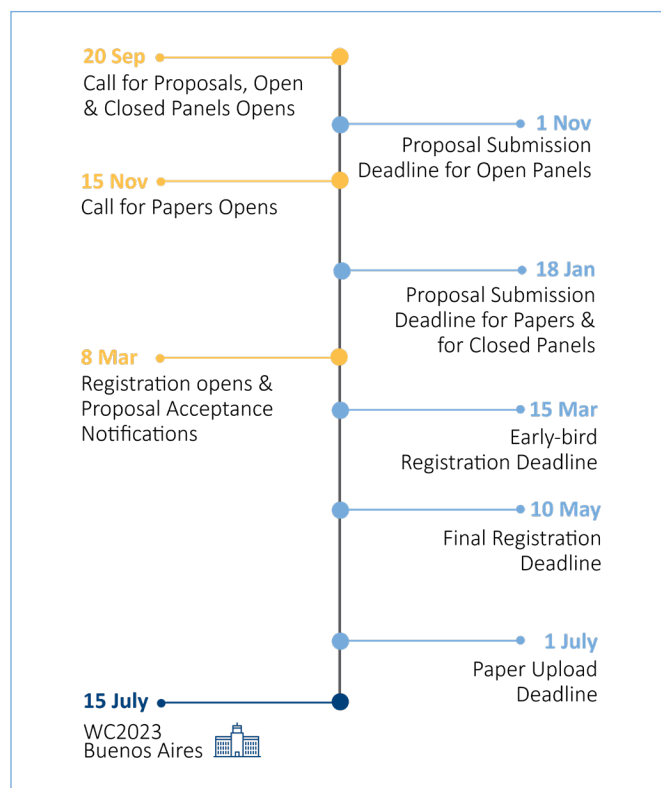 20 Sep
Call for Proposals, Open
& Closed Panels Opens
1 Nov
Proposal Submission
Deadline for Open Panels
15 Nov
Call for Papers Opens
18 Jan
Proposal Submission
Deadline for Papers &
for Closed Panels
8 Mar
Registration opens &
Proposal Acceptance
Notifications
15 Mar
Early-bird
Registration Deadline
10 May
Final Registration
Deadline
1 July
Paper Upload
Deadline
15 July
WC2023
Buenos Aires